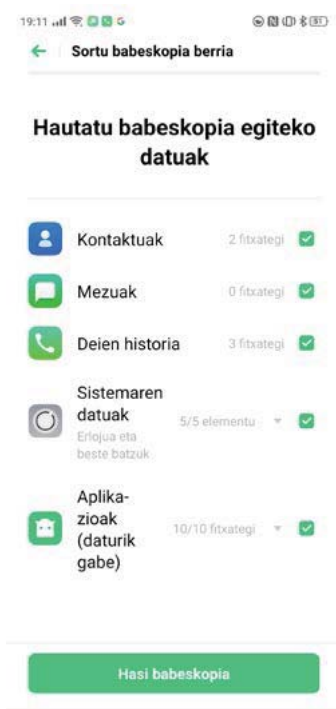 19:11
Sortu babeskopia berria
Hautatu babeskopia egiteko
datuak
Kontaktuak 2 fitxategi
Mezuak 0 fitxategi
Deien historia 3 fitxategi
Sistemaren
datuak 5/5 elementu
Erlojua eta
beste batzuk
Aplika-
zioak
(daturik 10/10 fitxategi
gabe)
Hasi babeskopia